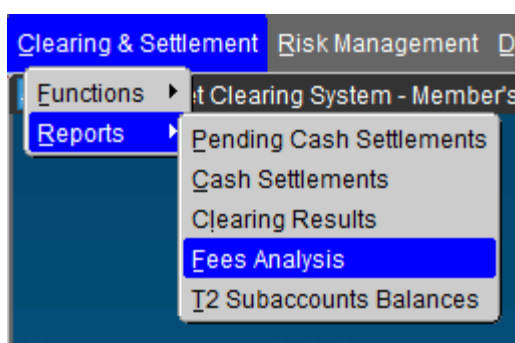 Clearing & Settlement Risk Management D
Functions
t Clearing System - Member's
Reports
Pending Cash Settlements
Cash Settlements
Clearing Results
Fees Analysis
T2 Subaccounts Balances